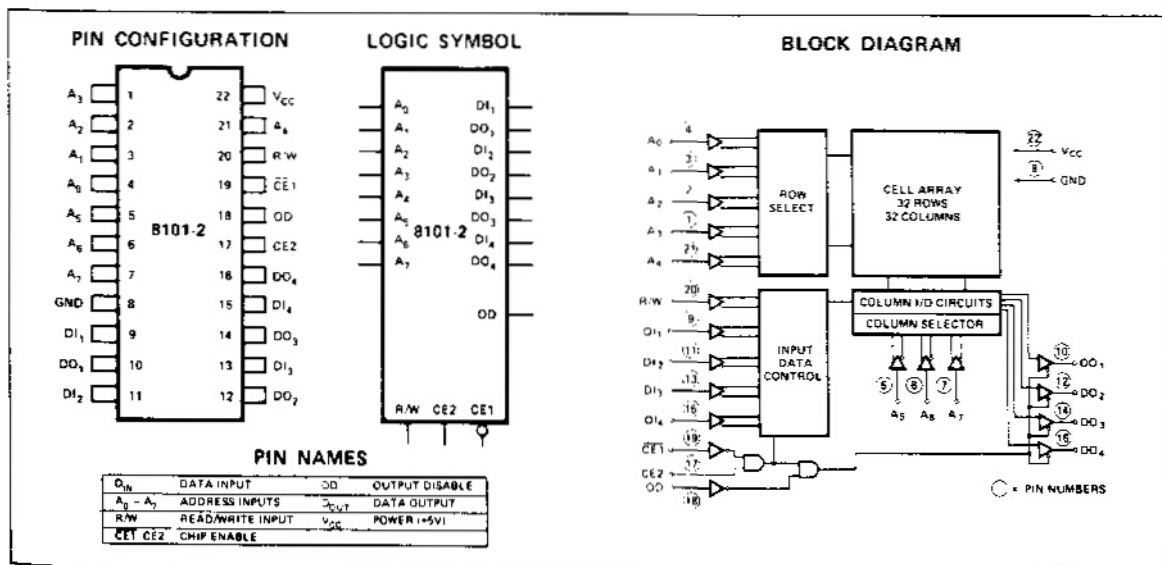 PIN CONFIGURATION
A3 1 22 VCC
A2 2 21 A4
A1 3 20 R/W
A0 4 19 CE1
A5 5 18 OD
A6 6 17 CE2
A7 7 16 DO4
GND 8 15 DI4
DI1 9 14 DO3
DO1 10 13 DI3
DI2 11 12 DO2
8101-2
LOGIC SYMBOL
A0 DI1
A1 DO1
A2 DI2
A3 DO2
A4 DI3
A5 DO3
A6 DI4
A7 DO4
8101-2
OD
R/W CE2 CE1
BLOCK DIAGRAM
A0 4
A1 3
A2 2
A3 1
A4 21
ROW
SELECT
CELL ARRAY
32 ROWS
32 COLUMNS
22 VCC
8 GND
R/W 20
DI1 9
DI2 11
DI3 13
DI4
CE1 19
CE2 17
OD 18
INPUT
DATA
CONTROL
COLUMN I/O CIRCUITS
COLUMN SELECTOR
5 6 7
A5 A6 A7
10 DO1
12 DO2
14 DO3
16 DO4
= PIN NUMBERS
PIN NAMES
DIN DATA INPUT OD OUTPUT DISABLE
A0 - A7 ADDRESS INPUTS DOUT DATA OUTPUT
R/W READ/WRITE INPUT VCC POWER (+5V)
CE1 CE2 CHIP ENABLE